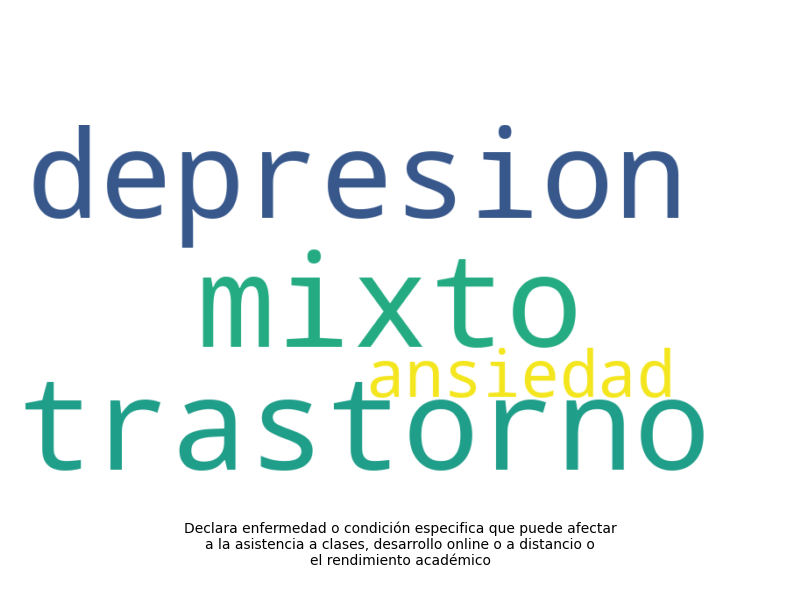 depresion
mixto
ansiedad
trastorno
Declara enfermedad o condición especifica que puede afectar
a la asistencia a clases, desarrollo online o a distancio o
el rendimiento académico